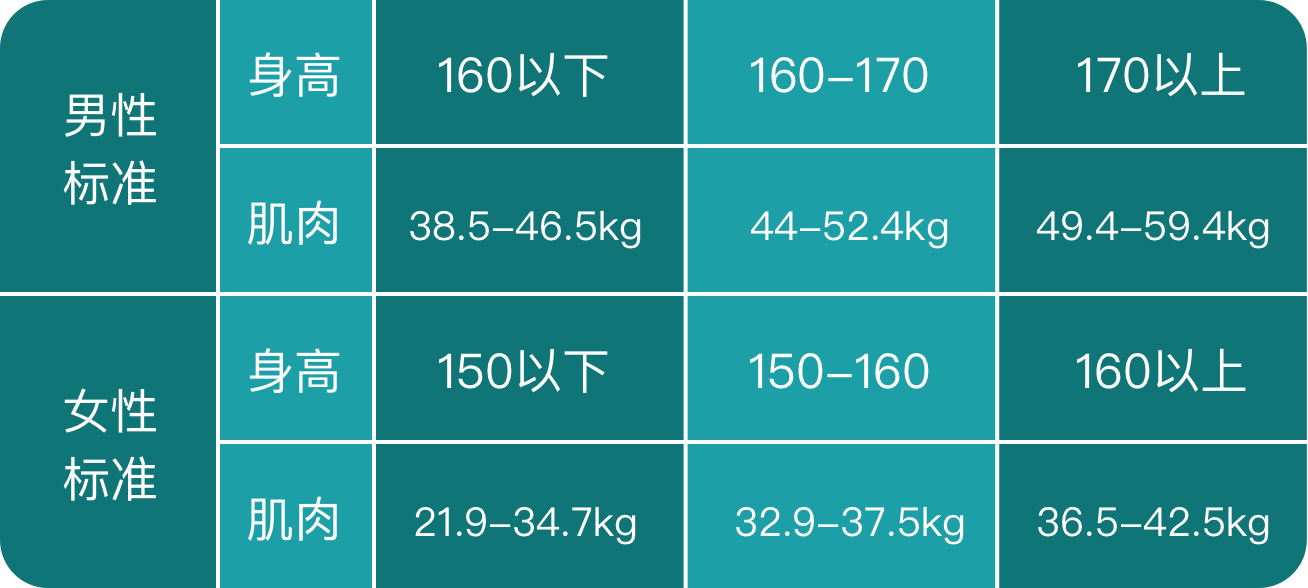 男性
标准
身高
160以下
160–170
170以上
肌肉
38.5–46.5kg
44–52.4kg
49.4–59.4kg
女性
标准
身高
150以下
150–160
160以上
肌肉
21.9–34.7kg
32.9–37.5kg
36.5–42.5kg